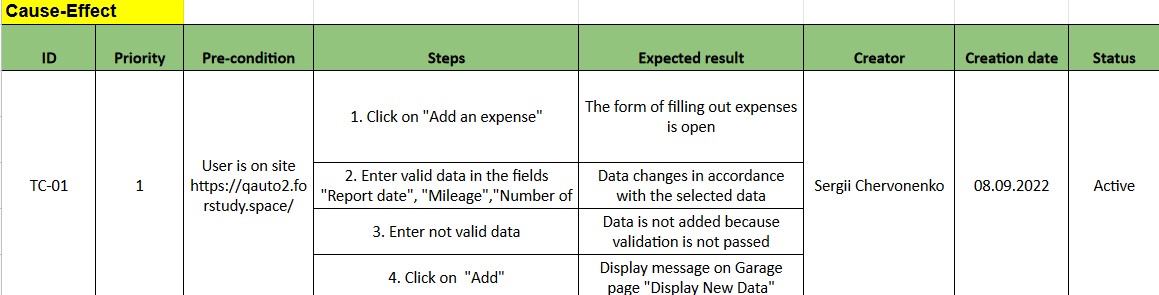 Cause-Effect
ID Priority Pre-condition Steps Expected result Creator Creation date Status
TC-01
1
User is on site
https://qauto2.fo
rstudy.space/
1. Click on "Add an expense"
The form of filling out expenses
is open
2. Enter valid data in the fields
"Report date", "Mileage","Number of
Data changes in accordance
with the selected data
3. Enter not valid data
Data is not added because
validation is not passed
4. Click on  "Add"
Display message on Garage
page "Display New Data"
Sergii Chervonenko
08.09.2022
Active